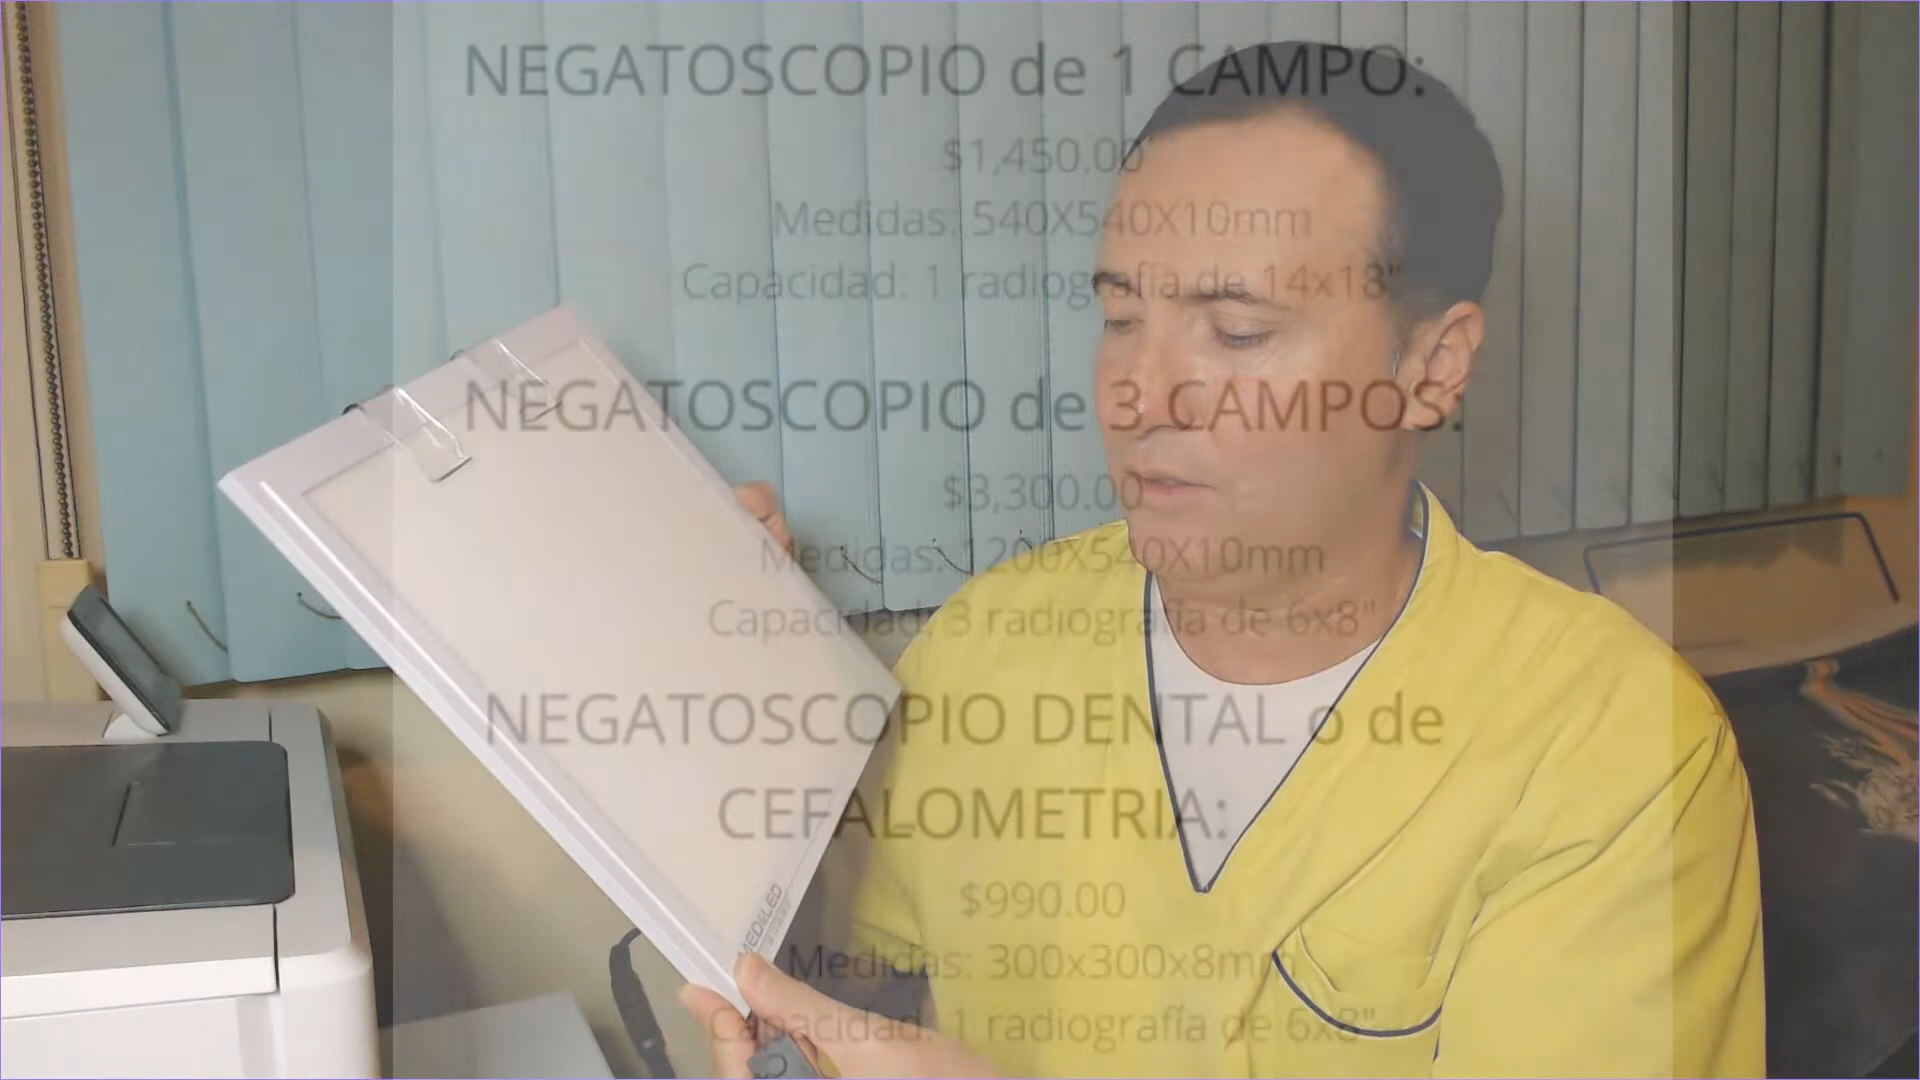 NEGATOSCOPIO de 1 CAMPO:
$1,450.00
Medidas: 540X540X10mm
Capacidad: 1 radiografía de 14x18"
NEGATOSCOPIO de 3 CAMPOS:
$3,300.00
Medidas: 1200X540X10mm
Capacidad: 3 radiografía de 6x8"
NEGATOSCOPIO DENTAL o de
CEFALOMETRIA:
$990.00
Medidas: 300x300x8mm
Capacidad: 1 radiografía de 6x8"
MEDLED